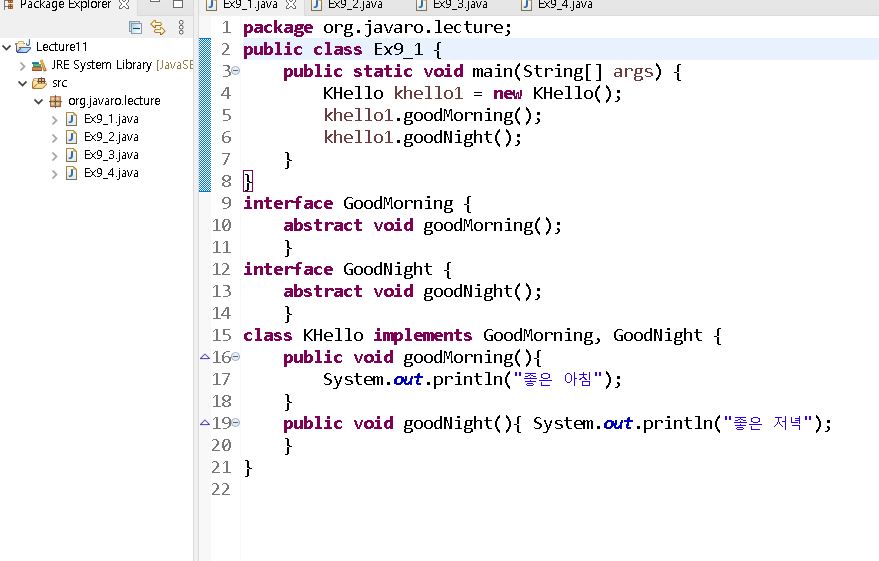 Package Explorer
Lecture11
JRE System Library [JavaSE
src
org.javaro.lecture
Ex9_1.java
Ex9_2.java
Ex9_3.java
Ex9_4.java
Ex9_1.java Ex9_2.java Ex9_3.java Ex9_4.java
1 package org.javaro.lecture;
2 public class Ex9_1 {
3 public static void main(String[] args) {
4 KHello khello1 = new KHello();
5 khello1.goodMorning();
6 khello1.goodNight();
7 }
8 }
9 interface GoodMorning {
10 abstract void goodMorning();
11 }
12 interface GoodNight {
13 abstract void goodNight();
14 }
15 class KHello implements GoodMorning, GoodNight {
16 public void goodMorning(){
17 System.out.println("좋은 아침");
18 }
19 public void goodNight(){ System.out.println("좋은 저녁");
20 }
21 }
22